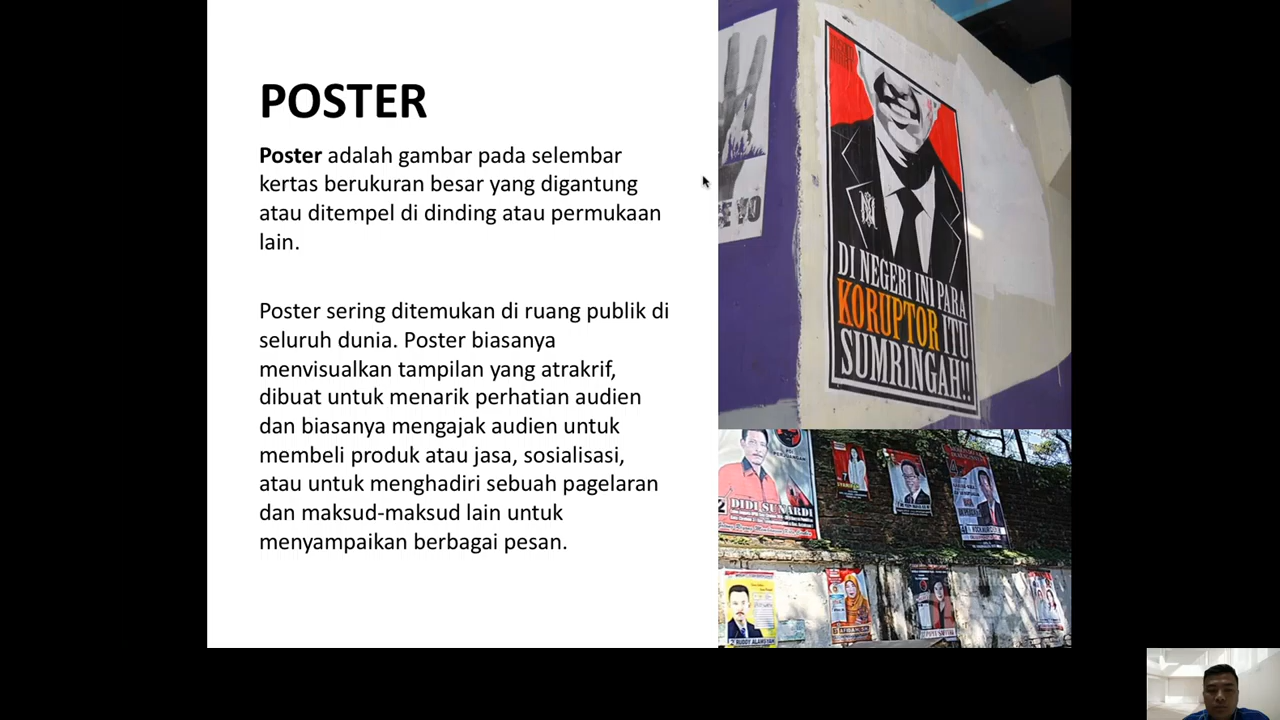 POSTER
Poster adalah gambar pada selembar
kertas berukuran besar yang digantung
atau ditempel di dinding atau permukaan
lain.
Poster sering ditemukan di ruang publik di
seluruh dunia. Poster biasanya
menvisualkan tampilan yang atrakrif,
dibuat untuk menarik perhatian audien
dan biasanya mengajak audien untuk
membeli produk atau jasa, sosialisasi,
atau untuk menghadiri sebuah pagelaran
dan maksud-maksud lain untuk
menyampaikan berbagai pesan.
E YO
DI NEGERI INI PARA
KORUPTOR ITU
SUMRINGAH!!
2 DIDI SUNARDI